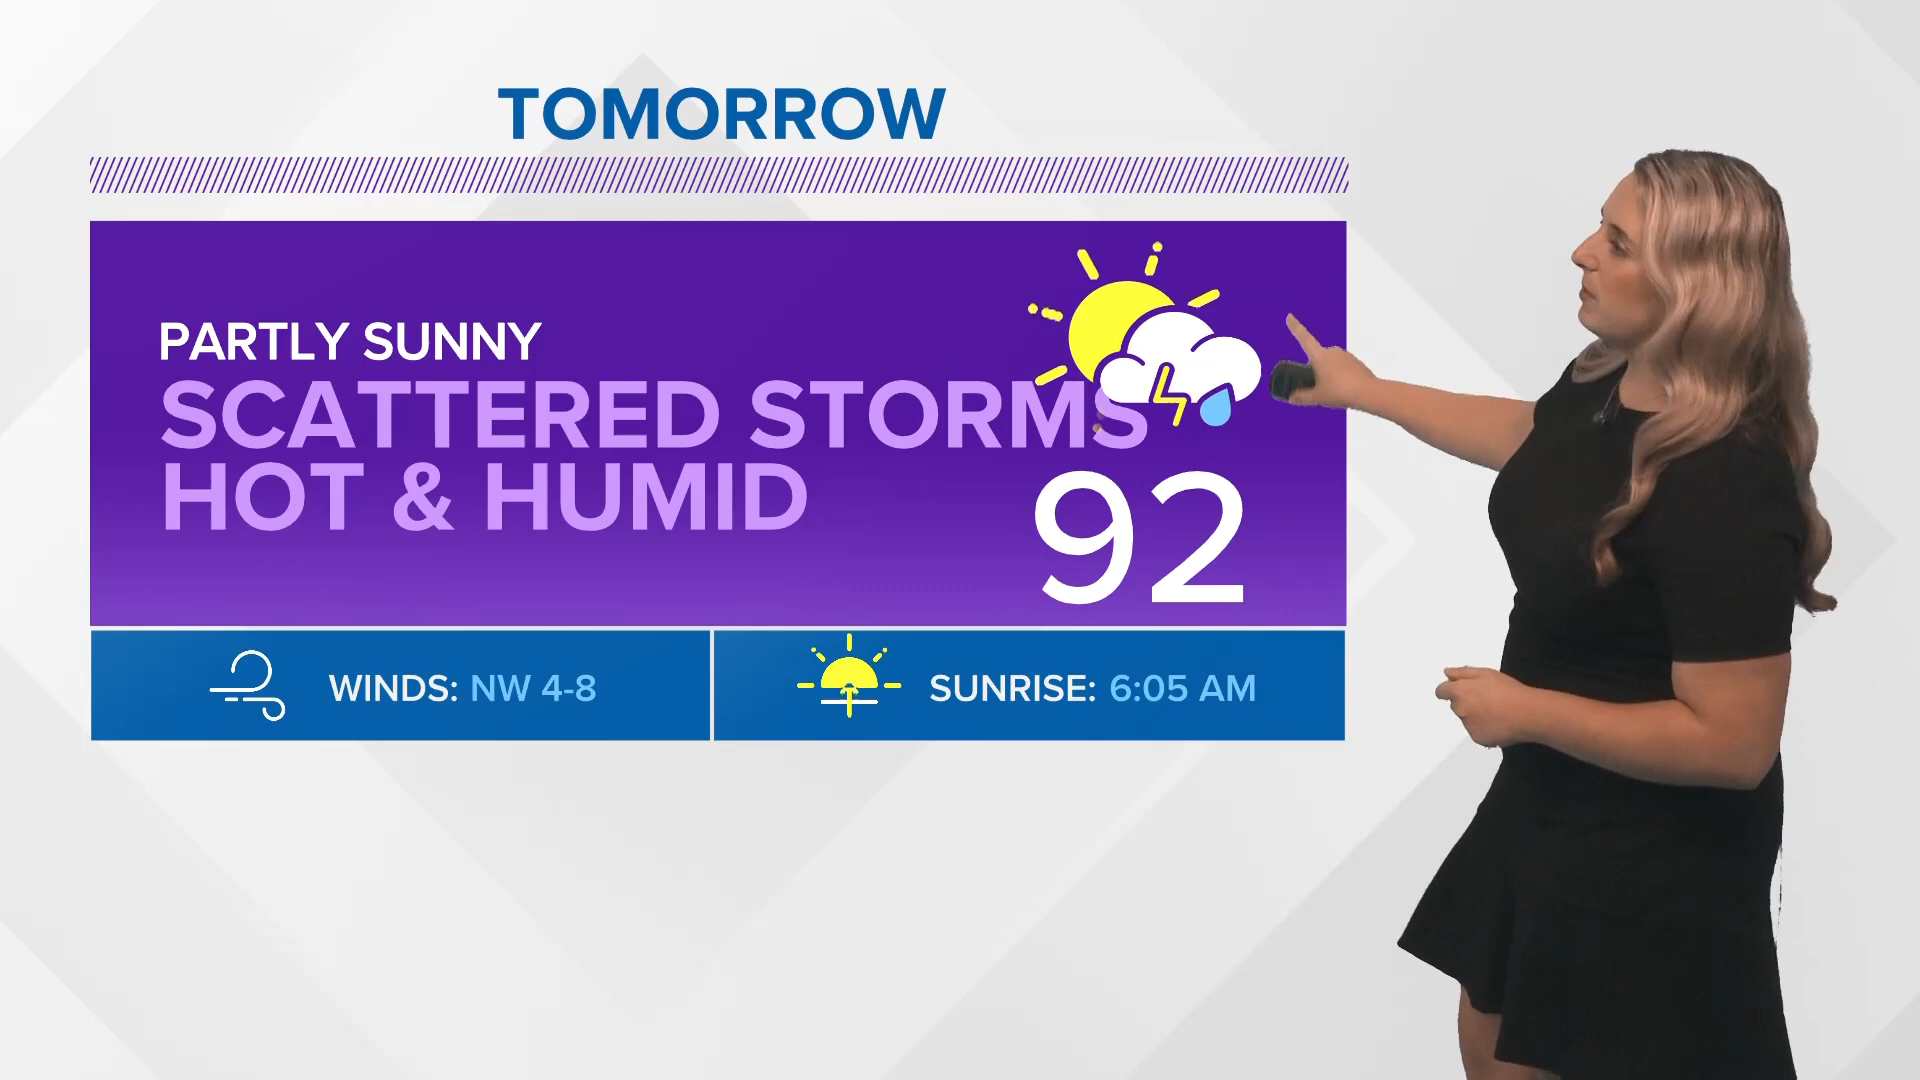 TOMORROW
PARTLY SUNNY
SCATTERED STORMS
HOT & HUMID
92
WINDS: NW 4-8
SUNRISE: 6:05 AM